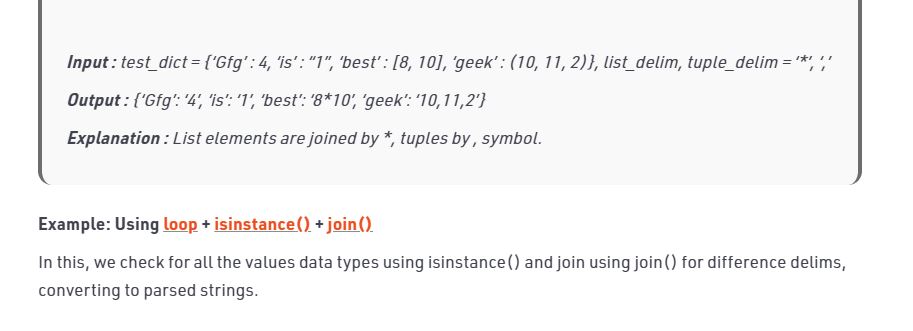 Input : test_dict = {‘Gfg’ : 4, ‘is’ : “1”, ‘best’ : [8, 10], ‘geek’ : (10, 11, 2)}, list_delim, tuple_delim = ‘*’, ‘,’
Output : {‘Gfg’: ‘4’, ‘is’: ‘1’, ‘best’: ‘8*10’, ‘geek’: ‘10,11,2’}
Explanation : List elements are joined by *, tuples by , symbol.
Example: Using loop + isinstance() + join()
In this, we check for all the values data types using isinstance() and join using join() for difference delims,
converting to parsed strings.